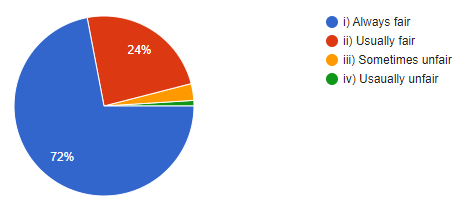 24%
72%
i) Always fair
ii) Usually fair
iii) Sometimes unfair
iv) Usaually unfair